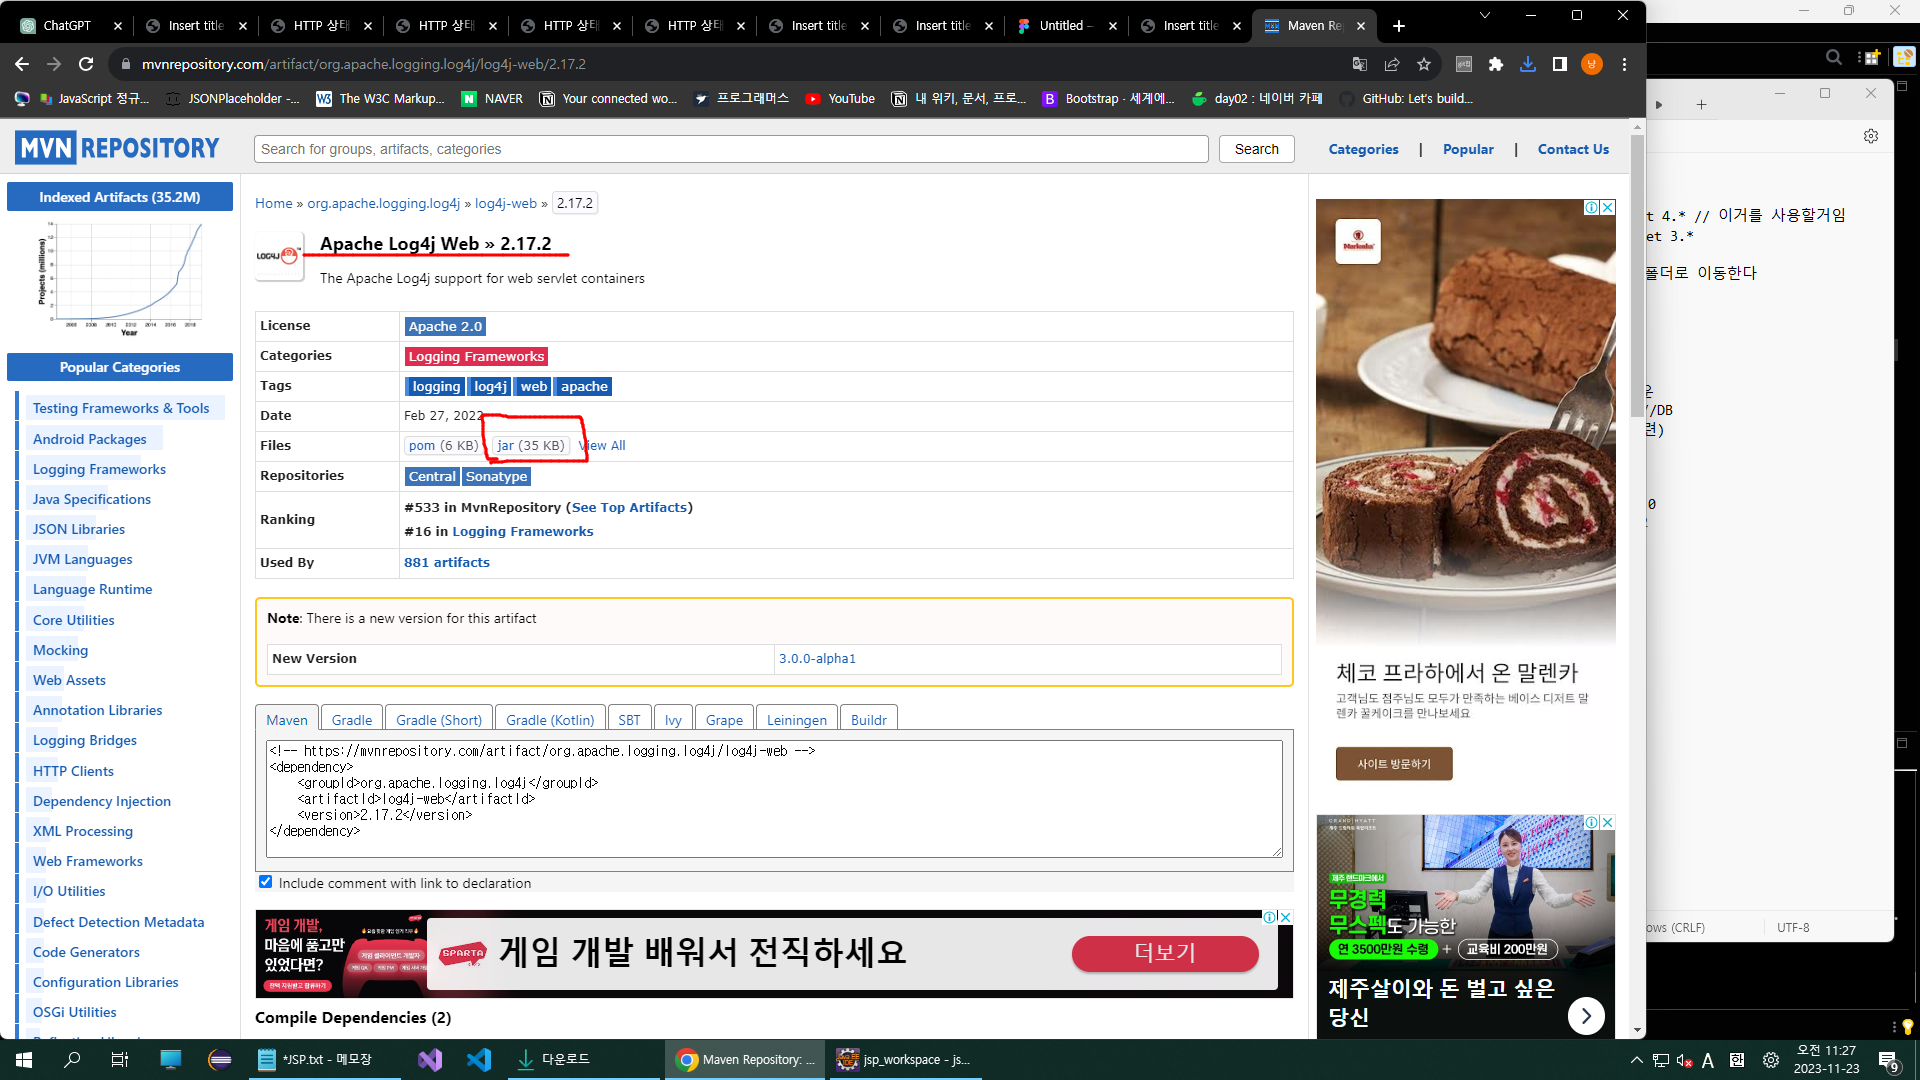 ChatGPT
Insert title
HTTP 상태
HTTP 상태
HTTP 상태
HTTP 상태
Insert title
Insert title
Untitled –
Insert title
Maven Re
mvnrepository.com/artifact/org.apache.logging.log4j/log4j-web/2.17.2
JavaScript 정규...
JSONPlaceholder -...
The W3C Markup...
NAVER
Your connected wo...
프로그래머스
YouTube
내 위키, 문서, 프로...
Bootstrap · 세계에...
day02 : 네이버 카페
GitHub: Let's build...
MVN REPOSITORY
Search for groups, artifacts, categories
Search
Categories | Popular | Contact Us
Indexed Artifacts (35.2M)
Projects (millions)
Year
Popular Categories
Testing Frameworks & Tools
Android Packages
Logging Frameworks
Java Specifications
JSON Libraries
JVM Languages
Language Runtime
Core Utilities
Mocking
Web Assets
Annotation Libraries
Logging Bridges
HTTP Clients
Dependency Injection
XML Processing
Web Frameworks
I/O Utilities
Defect Detection Metadata
Code Generators
Configuration Libraries
OSGi Utilities
Home » org.apache.logging.log4j » log4j-web » 2.17.2
LOG4J
Apache Log4j Web » 2.17.2
The Apache Log4j support for web servlet containers
License Apache 2.0
Categories Logging Frameworks
Tags logging log4j web apache
Date Feb 27, 2022
Files pom (6 KB) jar (35 KB) View All
Repositories Central Sonatype
Ranking #533 in MvnRepository (See Top Artifacts)
#16 in Logging Frameworks
Used By 881 artifacts
Note: There is a new version for this artifact
New Version 3.0.0-alpha1
Maven Gradle Gradle (Short) Gradle (Kotlin) SBT Ivy Grape Leiningen Buildr
<!-- https://mvnrepository.com/artifact/org.apache.logging.log4j/log4j-web -->
<dependency>
<groupId>org.apache.logging.log4j</groupId>
<artifactId>log4j-web</artifactId>
<version>2.17.2</version>
</dependency>
Include comment with link to declaration
게임 개발,
마음에 품고만
있었다면?
SPARTA
게임 개발 배워서 전직하세요
더보기
Compile Dependencies (2)
체코 프라하에서 온 말렌카
고객님도 점주님도 모두가 만족하는 베이스 디저트 말
렌카 꿀케이크를 만나보세요
사이트 방문하기
GRAND HYATT
제주 랜드마크에서
무경력
무스펙도 가능한
연 3500만원 수령 + 교육비 200만원
제주살이와 돈 벌고 싶은
당신
t 4.* // 이거를 사용할거임
et 3.*
폴더로 이동한다
//DB
ows (CRLF)
UTF-8
*JSP.txt - 메모장
다운로드
Maven Repository: ...
jsp_workspace - js...
A
한
오전 11:27
2023-11-23
9